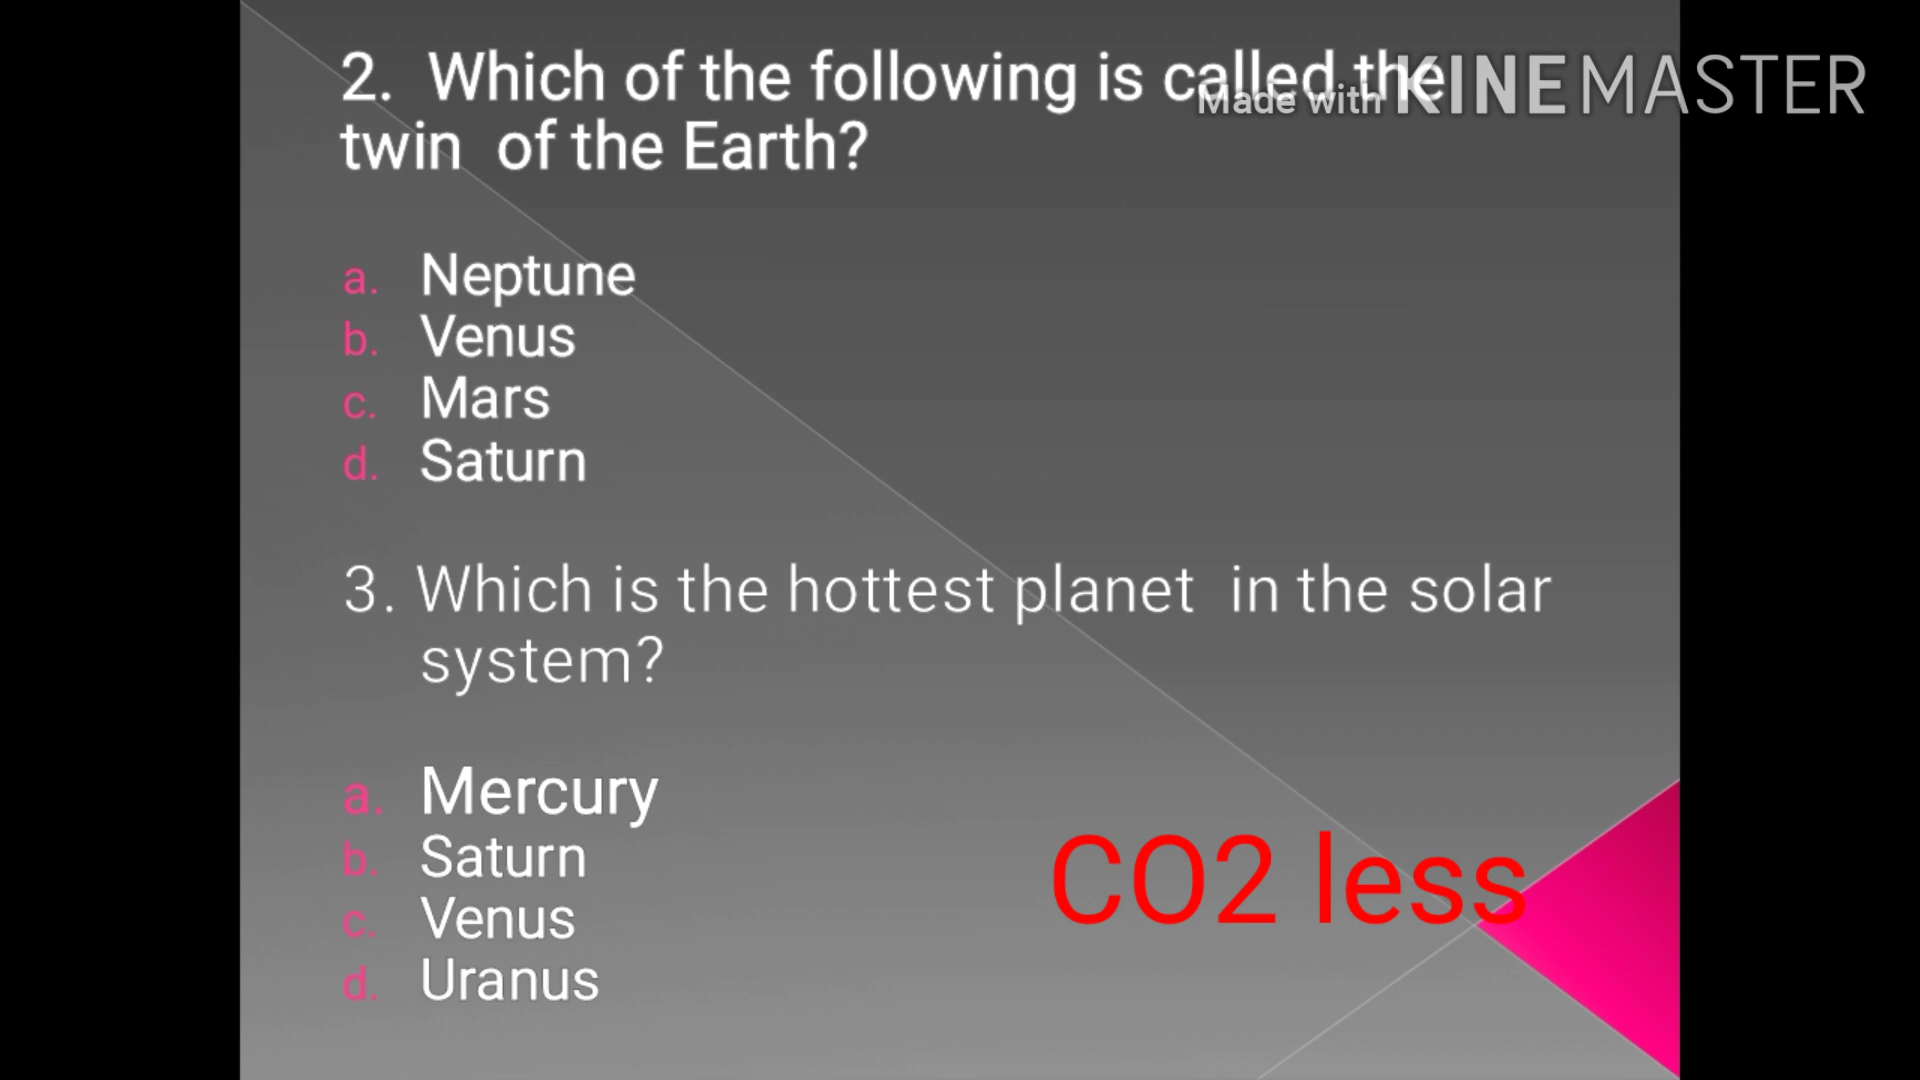 2. Which of the following is called the
Made with KINEMASTER
twin of the Earth?
a. Neptune
b. Venus
c. Mars
d. Saturn
3. Which is the hottest planet in the solar
system?
a. Mercury
b. Saturn
c. Venus
d. Uranus
CO2 less